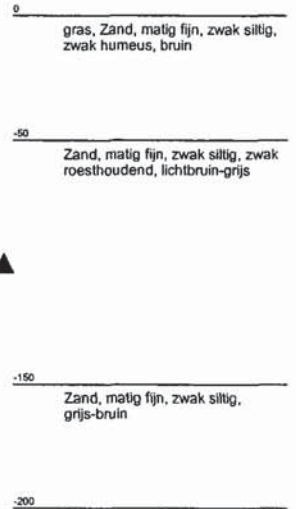 0
gras, Zand, matig fijn, zwak siltig,
zwak humeus, bruin
-50
Zand, matig fijn, zwak siltig, zwak
roesthoudend, lichtbruin-grijs
-150
Zand, matig fijn, zwak siltig,
grijs-bruin
-200